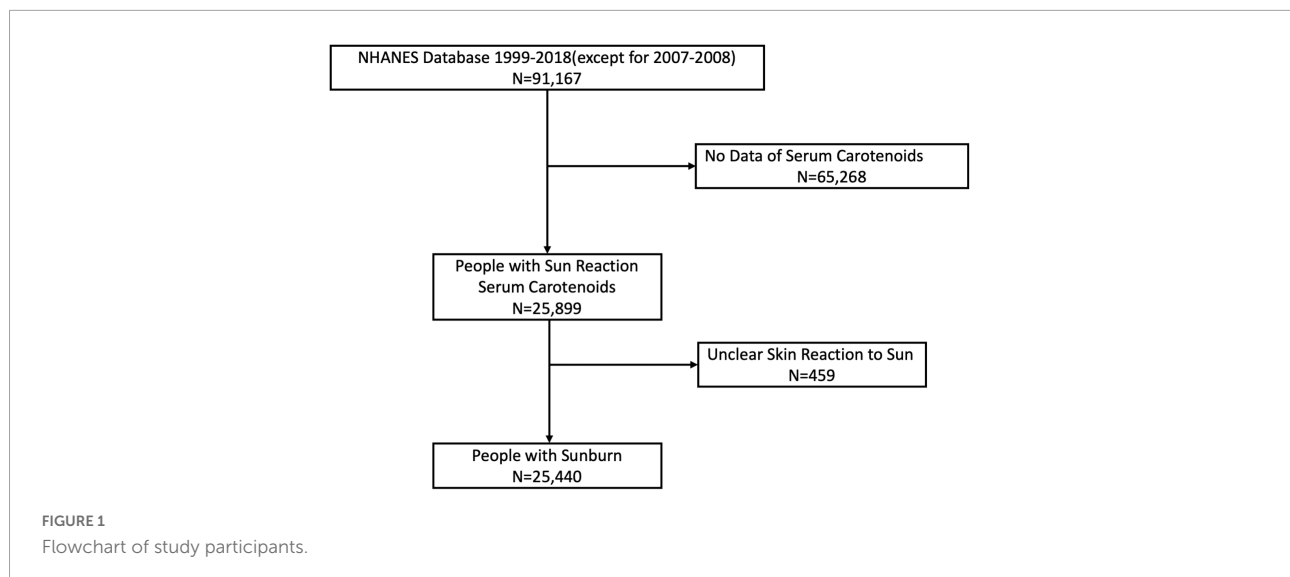 NHANES Database 1999-2018(except for 2007-2008)
N=91,167
No Data of Serum Carotenoids
N=65,268
People with Sun Reaction
Serum Carotenoids
N=25,899
Unclear Skin Reaction to Sun
N=459
People with Sunburn
N=25,440
FIGURE 1
Flowchart of study participants.